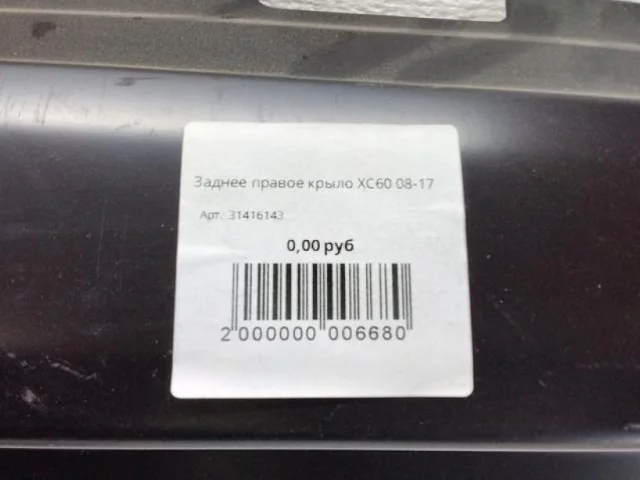 Заднее правое крыло XC60 08-17
Арт. 31416143
0,00 руб
2 000000 006680